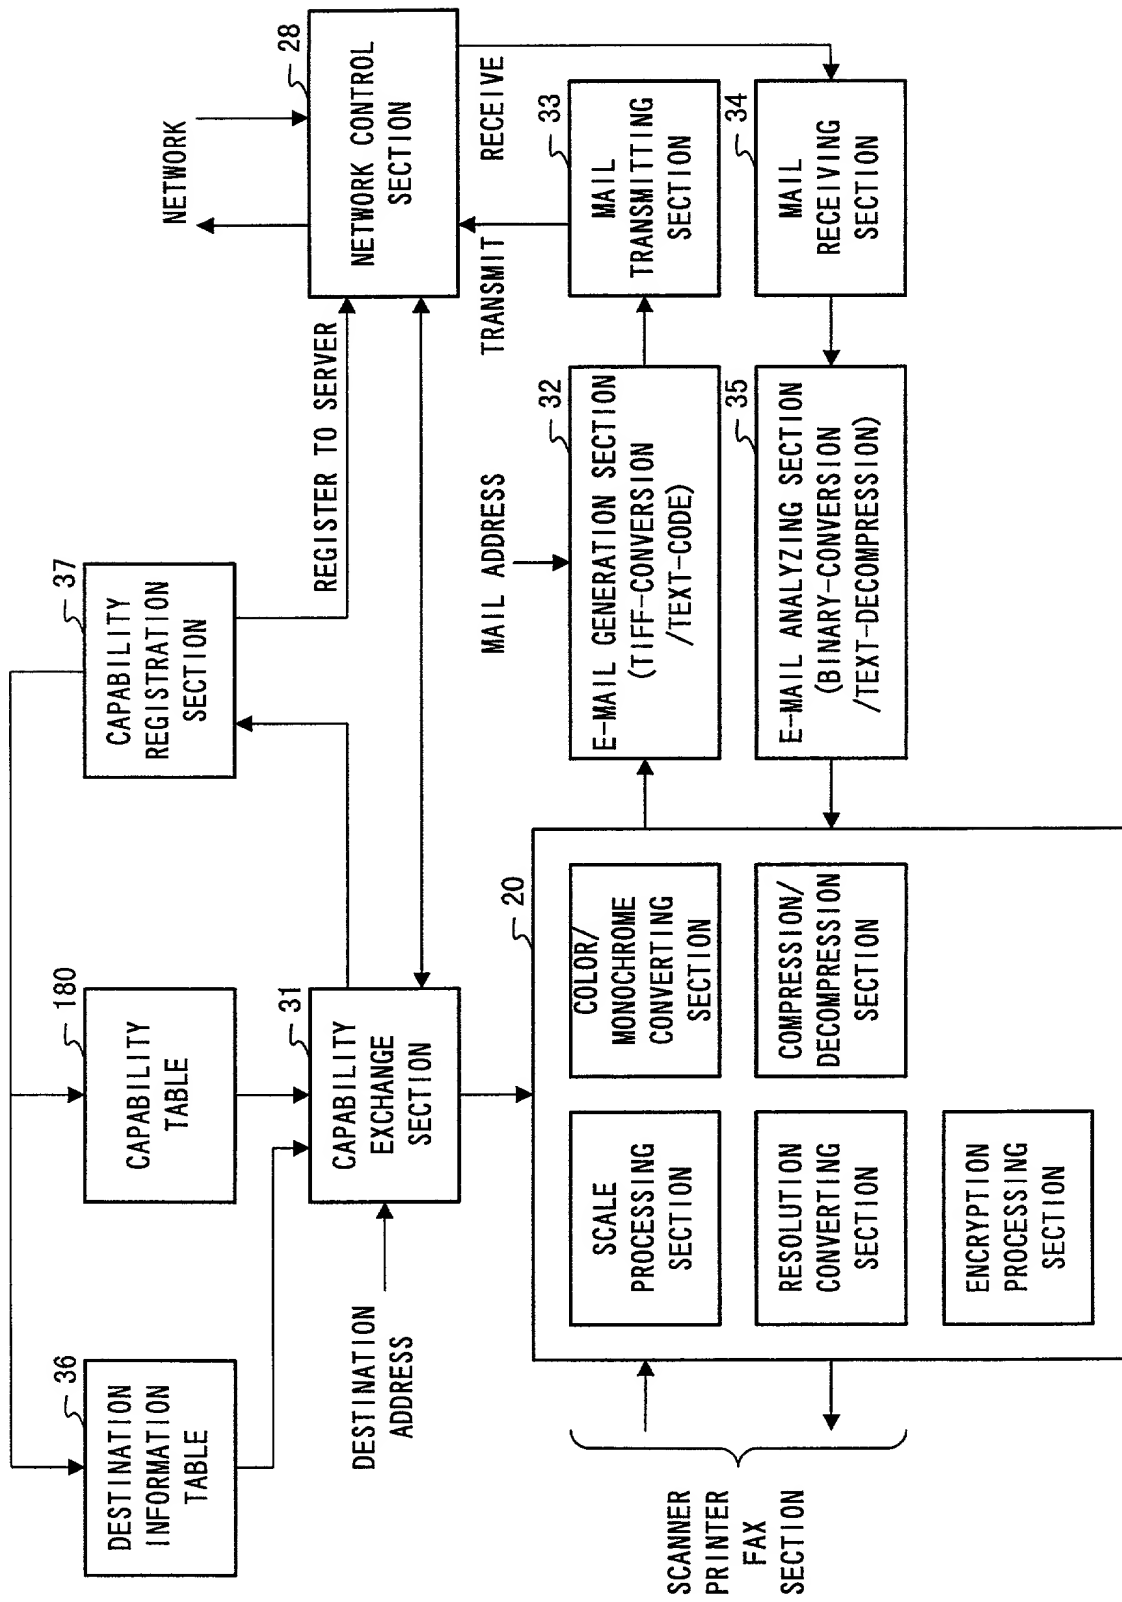 36
DESTINATION
INFORMATION
TABLE
180
CAPABILITY
TABLE
37
CAPABILITY
REGISTRATION
SECTION
NETWORK
DESTINATION
ADDRESS
31
CAPABILITY
EXCHANGE
SECTION
REGISTER TO SERVER
28
NETWORK CONTROL
SECTION
MAIL ADDRESS
TRANSMIT
RECEIVE
SCANNER
PRINTER
FAX
SECTION
20
SCALE
PROCESSING
SECTION
COLOR/
MONOCHROME
CONVERTING
SECTION
32
E-MAIL GENERATION SECTION
(TIFF-CONVERSION
/TEXT-CODE)
33
MAIL
TRANSMITTING
SECTION
RESOLUTION
CONVERTING
SECTION
COMPRESSION/
DECOMPRESSION
SECTION
35
E-MAIL ANALYZING SECTION
(BINARY-CONVERSION
/TEXT-DECOMPRESSION)
34
MAIL
RECEIVING
SECTION
ENCRYPTION
PROCESSING
SECTION